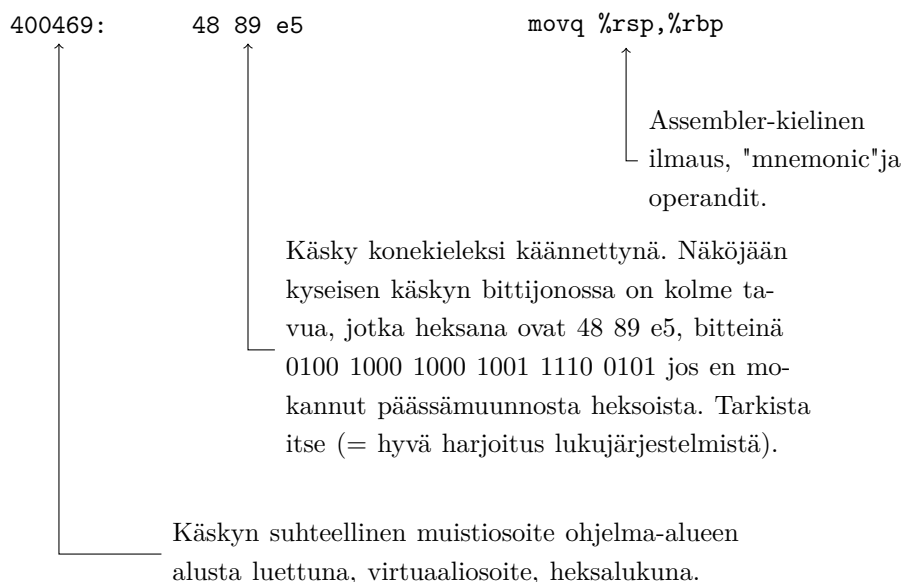 400469: 48 89 e5 movq %rsp,%rbp
Assembler-kielinen
ilmaus, "mnemonic"ja
operandit.
Käsky konekieleksi käännettynä. Näköjään
kyseisen käskyn bittijonossa on kolme ta-
vua, jotka heksana ovat 48 89 e5, bitteinä
0100 1000 1000 1001 1110 0101 jos en mo-
kannut päässämuunnosta heksoista. Tarkista
itse (= hyvä harjoitus lukujärjestelmistä).
Käskyn suhteellinen muistiosoite ohjelma-alueen
alusta luettuna, virtuaaliosoite, heksalukuna.